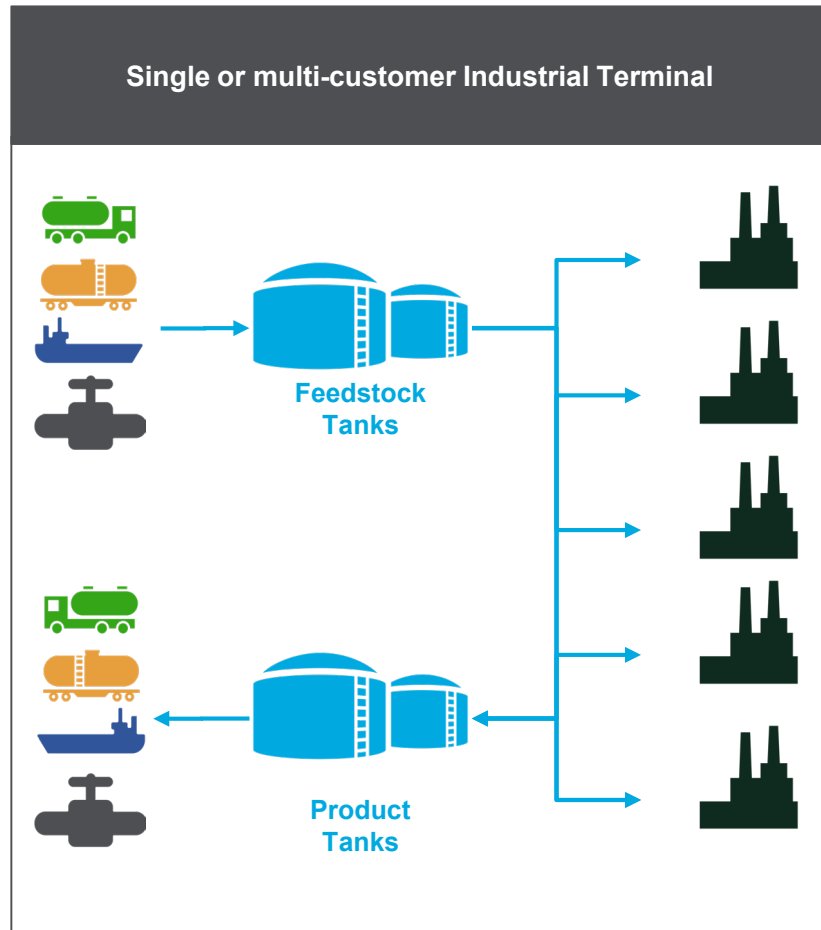 Single or multi-customer Industrial Terminal
Feedstock
Tanks
Product
Tanks